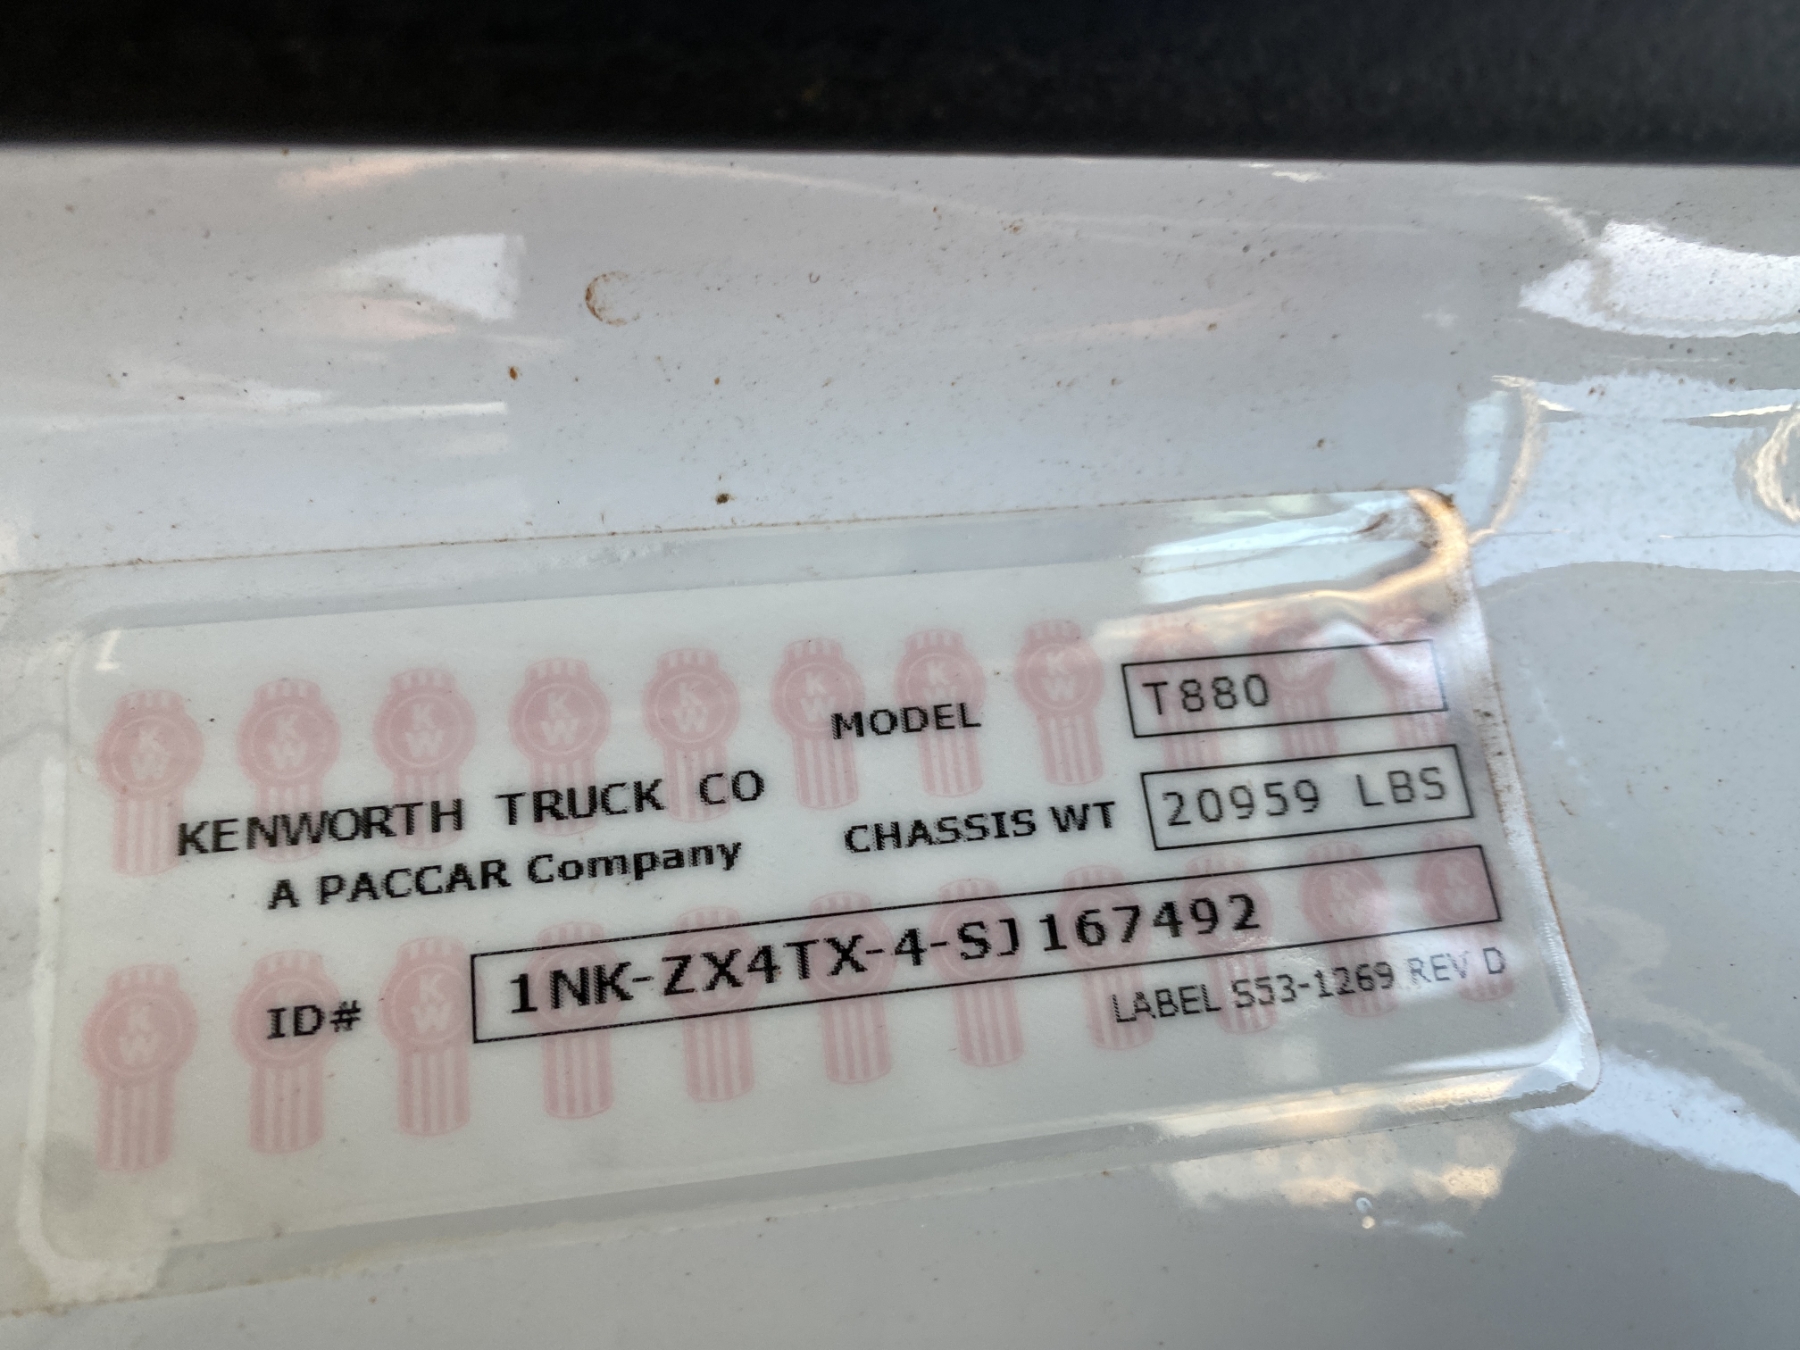 MODEL T880
KENWORTH TRUCK CO
CHASSIS WT 20959 LBS
A PACCAR Company
ID# 1NK-ZX4TX-4-SJ167492
LABEL S53-1269 REV D